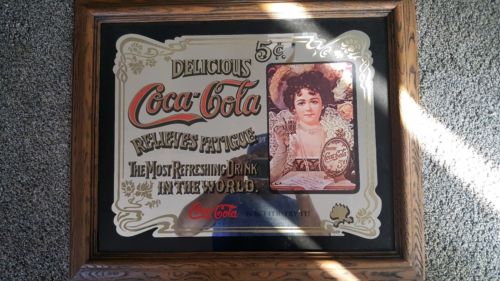 5¢
DELICIOUS
Coca-Cola
RELIEVES FATIGUE.
THE MOST REFRESHING DRINK
IN THE WORLD.
Coca-Cola